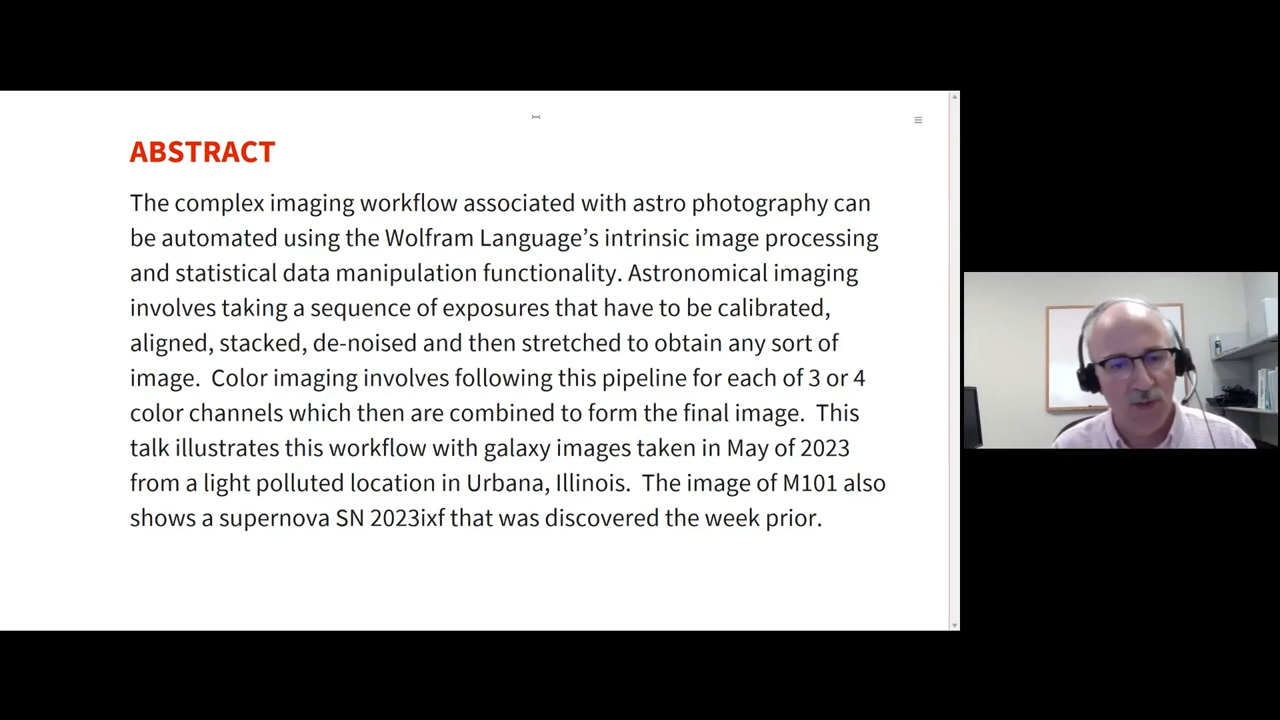 ABSTRACT
The complex imaging workflow associated with astro photography can
be automated using the Wolfram Language’s intrinsic image processing
and statistical data manipulation functionality. Astronomical imaging
involves taking a sequence of exposures that have to be calibrated,
aligned, stacked, de-noised and then stretched to obtain any sort of
image.  Color imaging involves following this pipeline for each of 3 or 4
color channels which then are combined to form the final image.  This
talk illustrates this workflow with galaxy images taken in May of 2023
from a light polluted location in Urbana, Illinois.  The image of M101 also
shows a supernova SN 2023ixf that was discovered the week prior.